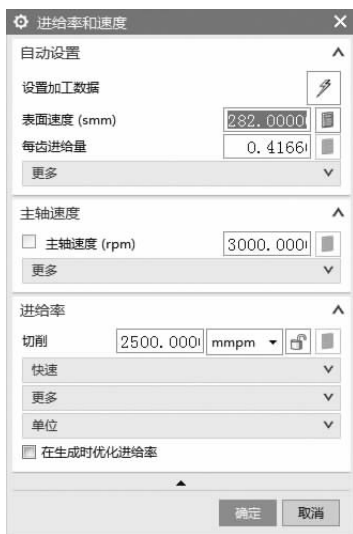 进给率和速度
自动设置
设置加工数据
表面速度 (smm) 282.0000
每齿进给量 0.4166
更多
主轴速度
主轴速度 (rpm) 3000.000
更多
进给率
切削 2500.000 mmpm
快速
更多
单位
在生成时优化进给率
确定 取消